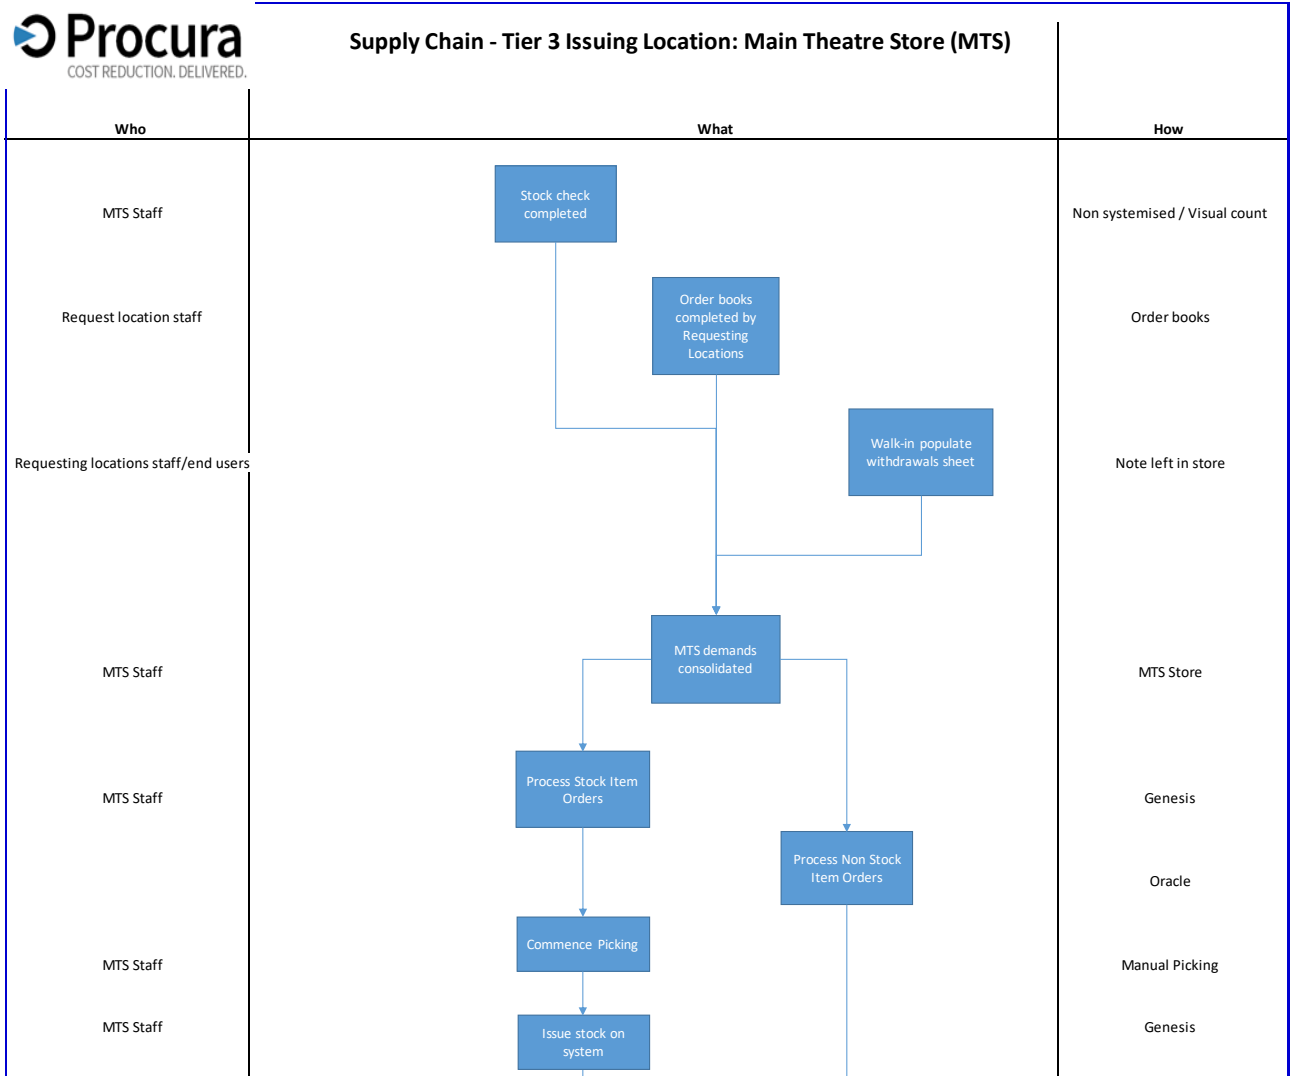 Procura
COST REDUCTION. DELIVERED.
Supply Chain - Tier 3 Issuing Location: Main Theatre Store (MTS)
Who
What
How
MTS Staff
Stock check
completed
Non systemised / Visual count
Request location staff
Order books
completed by
Requesting
Locations
Order books
Requesting locations staff/end users
Walk-in populate
withdrawals sheet
Note left in store
MTS Staff
MTS demands
consolidated
MTS Store
MTS Staff
Process Stock Item
Orders
Genesis
Process Non Stock
Item Orders
Oracle
MTS Staff
Commence Picking
Manual Picking
MTS Staff
Issue stock on
system
Genesis